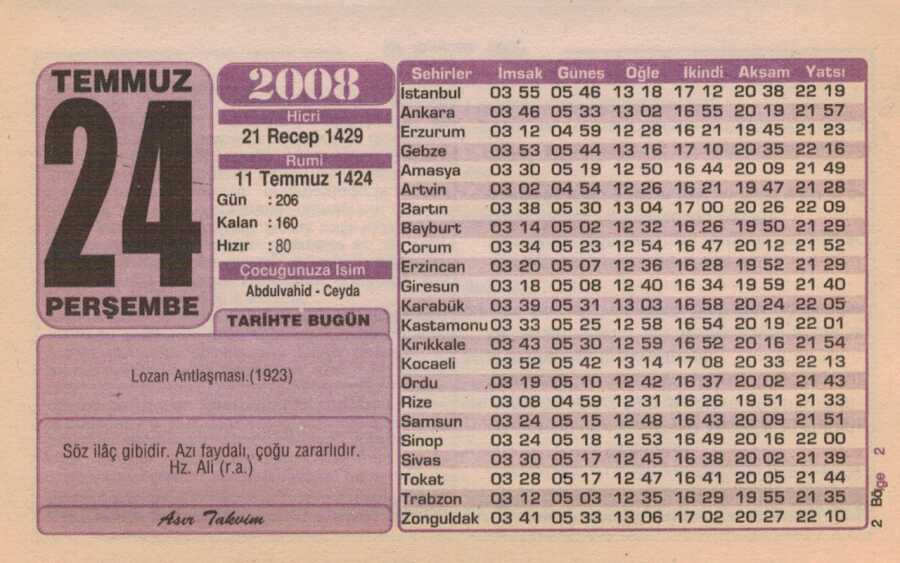 TEMMUZ
24
PERŞEMBE
2008
Hicri
21 Recep 1429
Rumi
11 Temmuz 1424
Gün : 206
Kalan : 160
Hızır : 80
Çocuğunuza İsim
Abdulvahid - Ceyda
TARİHTE BUGÜN
Lozan Antlaşması.(1923)
Söz ilâç gibidir. Azı faydalı, çoğu zararlıdır.
Hz. Ali (r.a.)
Asır Takvim
Şehirler İmsak Güneş Öğle İkindi Akşam Yatsı
İstanbul 03 55 05 46 13 18 17 12 20 38 22 19
Ankara 03 46 05 33 13 02 16 55 20 19 21 57
Erzurum 03 12 04 59 12 28 16 21 19 45 21 23
Gebze 03 53 05 44 13 16 17 10 20 35 22 16
Amasya 03 30 05 19 12 50 16 44 20 09 21 49
Artvin 03 02 04 54 12 26 16 21 19 47 21 28
Bartın 03 38 05 30 13 04 17 00 20 26 22 09
Bayburt 03 14 05 02 12 32 16 26 19 50 21 29
Çorum 03 34 05 23 12 54 16 47 20 12 21 52
Erzincan 03 20 05 07 12 36 16 28 19 52 21 29
Giresun 03 18 05 08 12 40 16 34 19 59 21 40
Karabük 03 39 05 31 13 03 16 58 20 24 22 05
Kastamonu 03 33 05 25 12 58 16 54 20 19 22 01
Kırıkkale 03 43 05 30 12 59 16 52 20 16 21 54
Kocaeli 03 52 05 42 13 14 17 08 20 33 22 13
Ordu 03 19 05 10 12 42 16 37 20 02 21 43
Rize 03 08 04 59 12 31 16 26 19 51 21 33
Samsun 03 24 05 15 12 48 16 43 20 09 21 51
Sinop 03 24 05 18 12 53 16 49 20 16 22 00
Sivas 03 30 05 17 12 45 16 38 20 02 21 39
Tokat 03 28 05 17 12 47 16 41 20 05 21 44
Trabzon 03 12 05 03 12 35 16 29 19 55 21 35
Zonguldak 03 41 05 33 13 06 17 02 20 27 22 10
2 Bölge 2